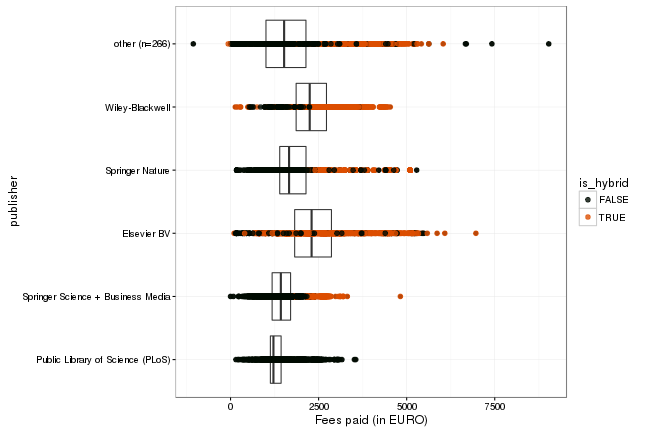 other (n=266)
Wiley-Blackwell
Springer Nature
Elsevier BV
Springer Science + Business Media
Public Library of Science (PLoS)
publisher
0
2500
5000
7500
Fees paid (in EURO)
is_hybrid
FALSE
TRUE